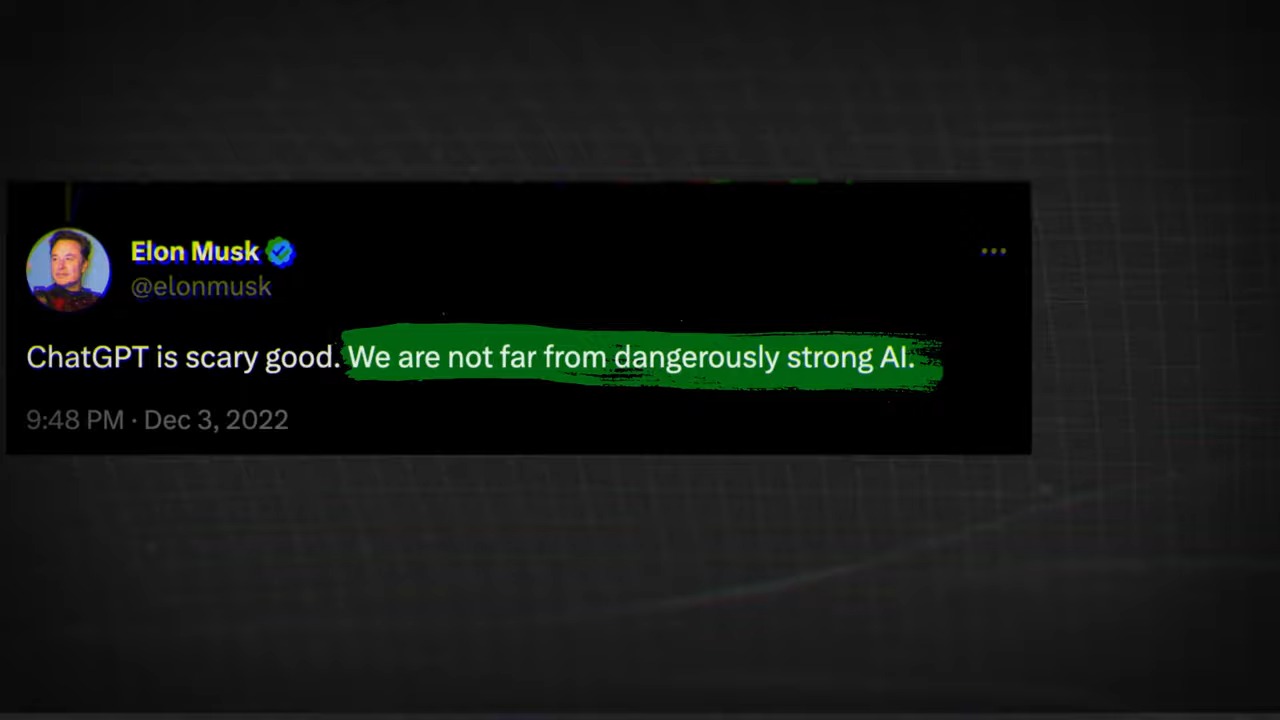 Elon Musk
@elonmusk
ChatGPT is scary good. We are not far from dangerously strong AI.
9:48 PM · Dec 3, 2022